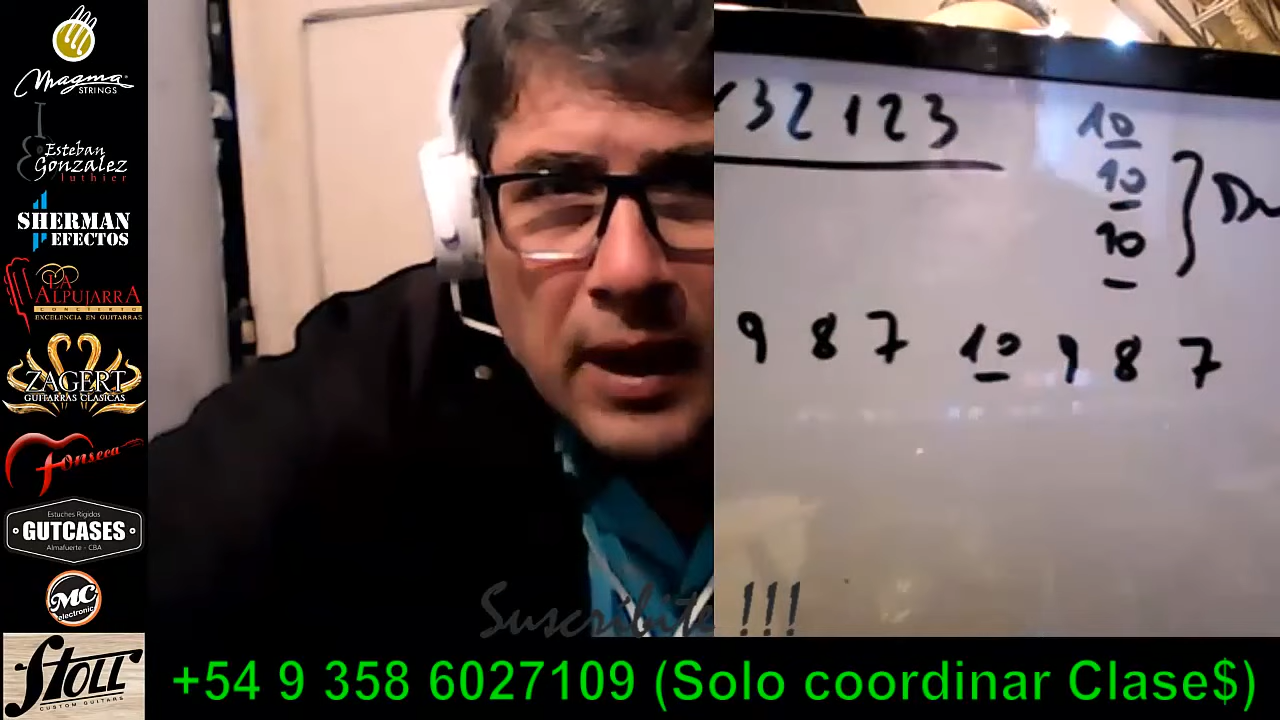 Magma
STRINGS
Esteban
Gonzalez
luthier
SHERMAN
EFECTOS
LA
ALPUJARRA
CONCIERTO
EXCELENCIA EN GUITARRAS
ZAGERT
GUITARRAS CLASICAS
Fonseca
Estuches Rígidos
GUTCASES
Almafuerte - CBA
MC
electronic
Stoll
CUSTOM GUITARS
32123
10
10
10
9 8 7 10 9 8 7
Suscribite !!!
+54 9 358 6027109 (Solo coordinar Clase$)